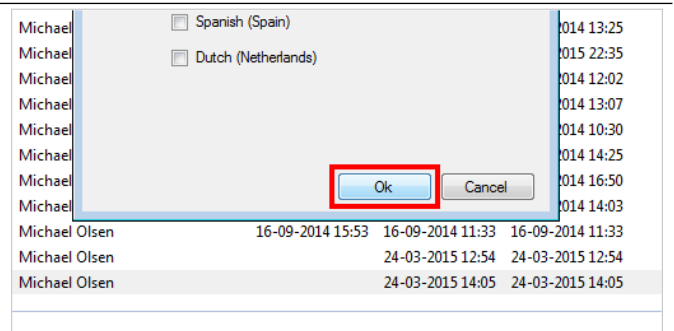 Michael Spanish (Spain) 2014 13:25
Michael Dutch (Netherlands) 2015 22:35
Michael 2014 12:02
Michael 2014 13:07
Michael 2014 10:30
Michael 2014 14:25
Michael Ok Cancel 2014 16:50
Michael 2014 14:03
Michael Olsen 16-09-2014 15:53 16-09-2014 11:33 16-09-2014 11:33
Michael Olsen 24-03-2015 12:54 24-03-2015 12:54
Michael Olsen 24-03-2015 14:05 24-03-2015 14:05